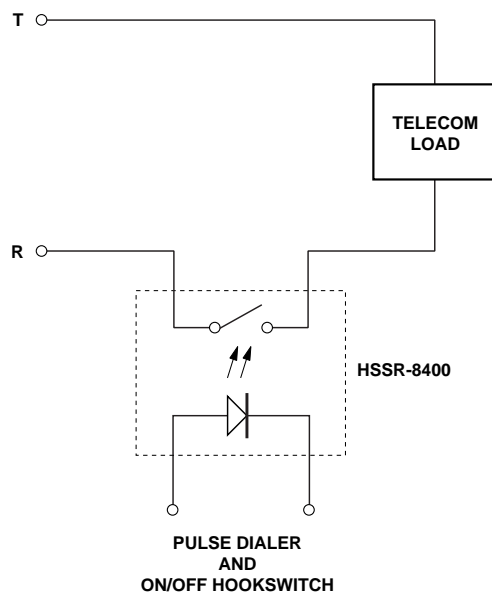 T
TELECOM
LOAD
R
HSSR-8400
PULSE DIALER
AND
ON/OFF HOOKSWITCH